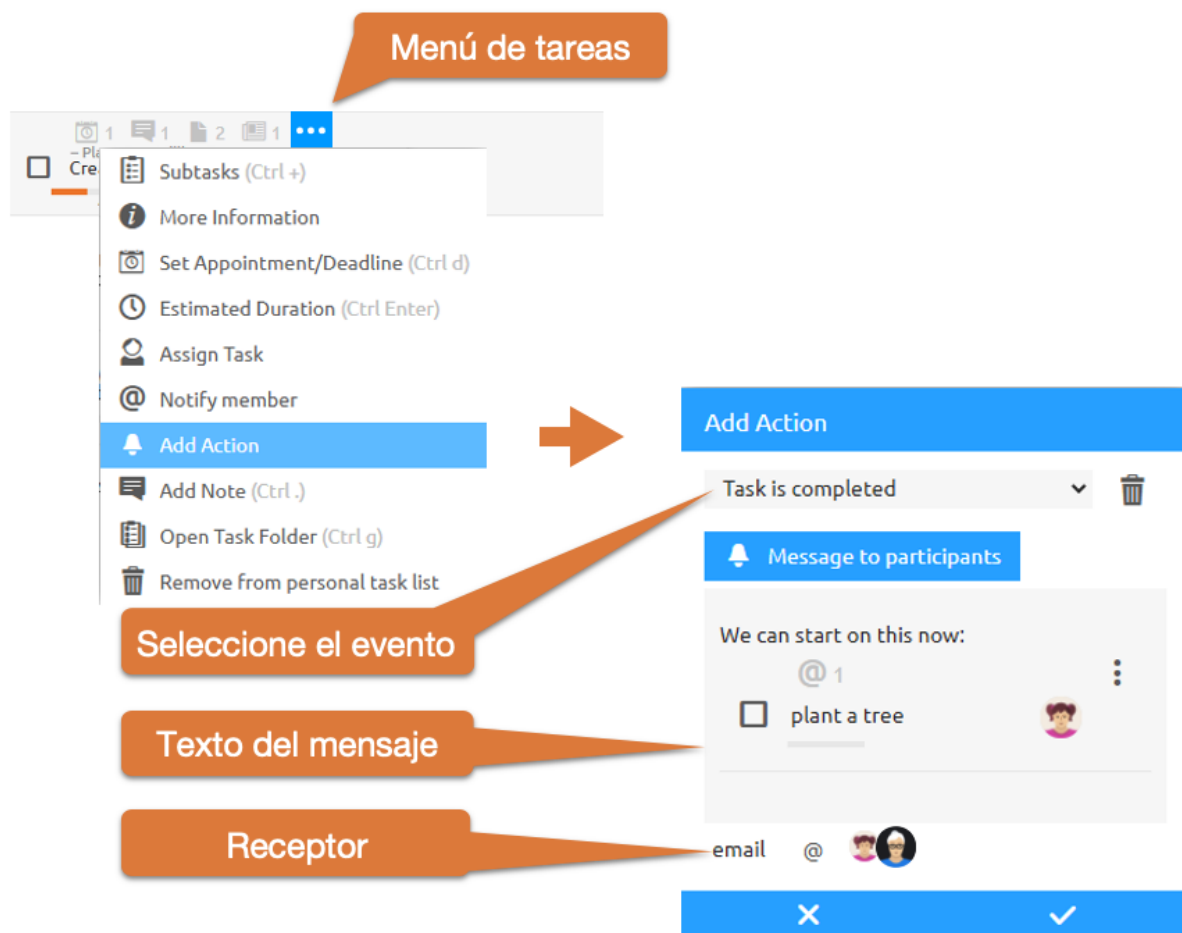 Menú de tareas
1 1 2 1
– Pla
Cre
Subtasks (Ctrl +)
More Information
Set Appointment/Deadline (Ctrl d)
Estimated Duration (Ctrl Enter)
Assign Task
@ Notify member
Add Action
Add Note (Ctrl .)
Open Task Folder (Ctrl g)
Remove from personal task list
Add Action
Task is completed
Message to participants
Seleccione el evento
We can start on this now:
@ 1
plant a tree
Texto del mensaje
Receptor
email @